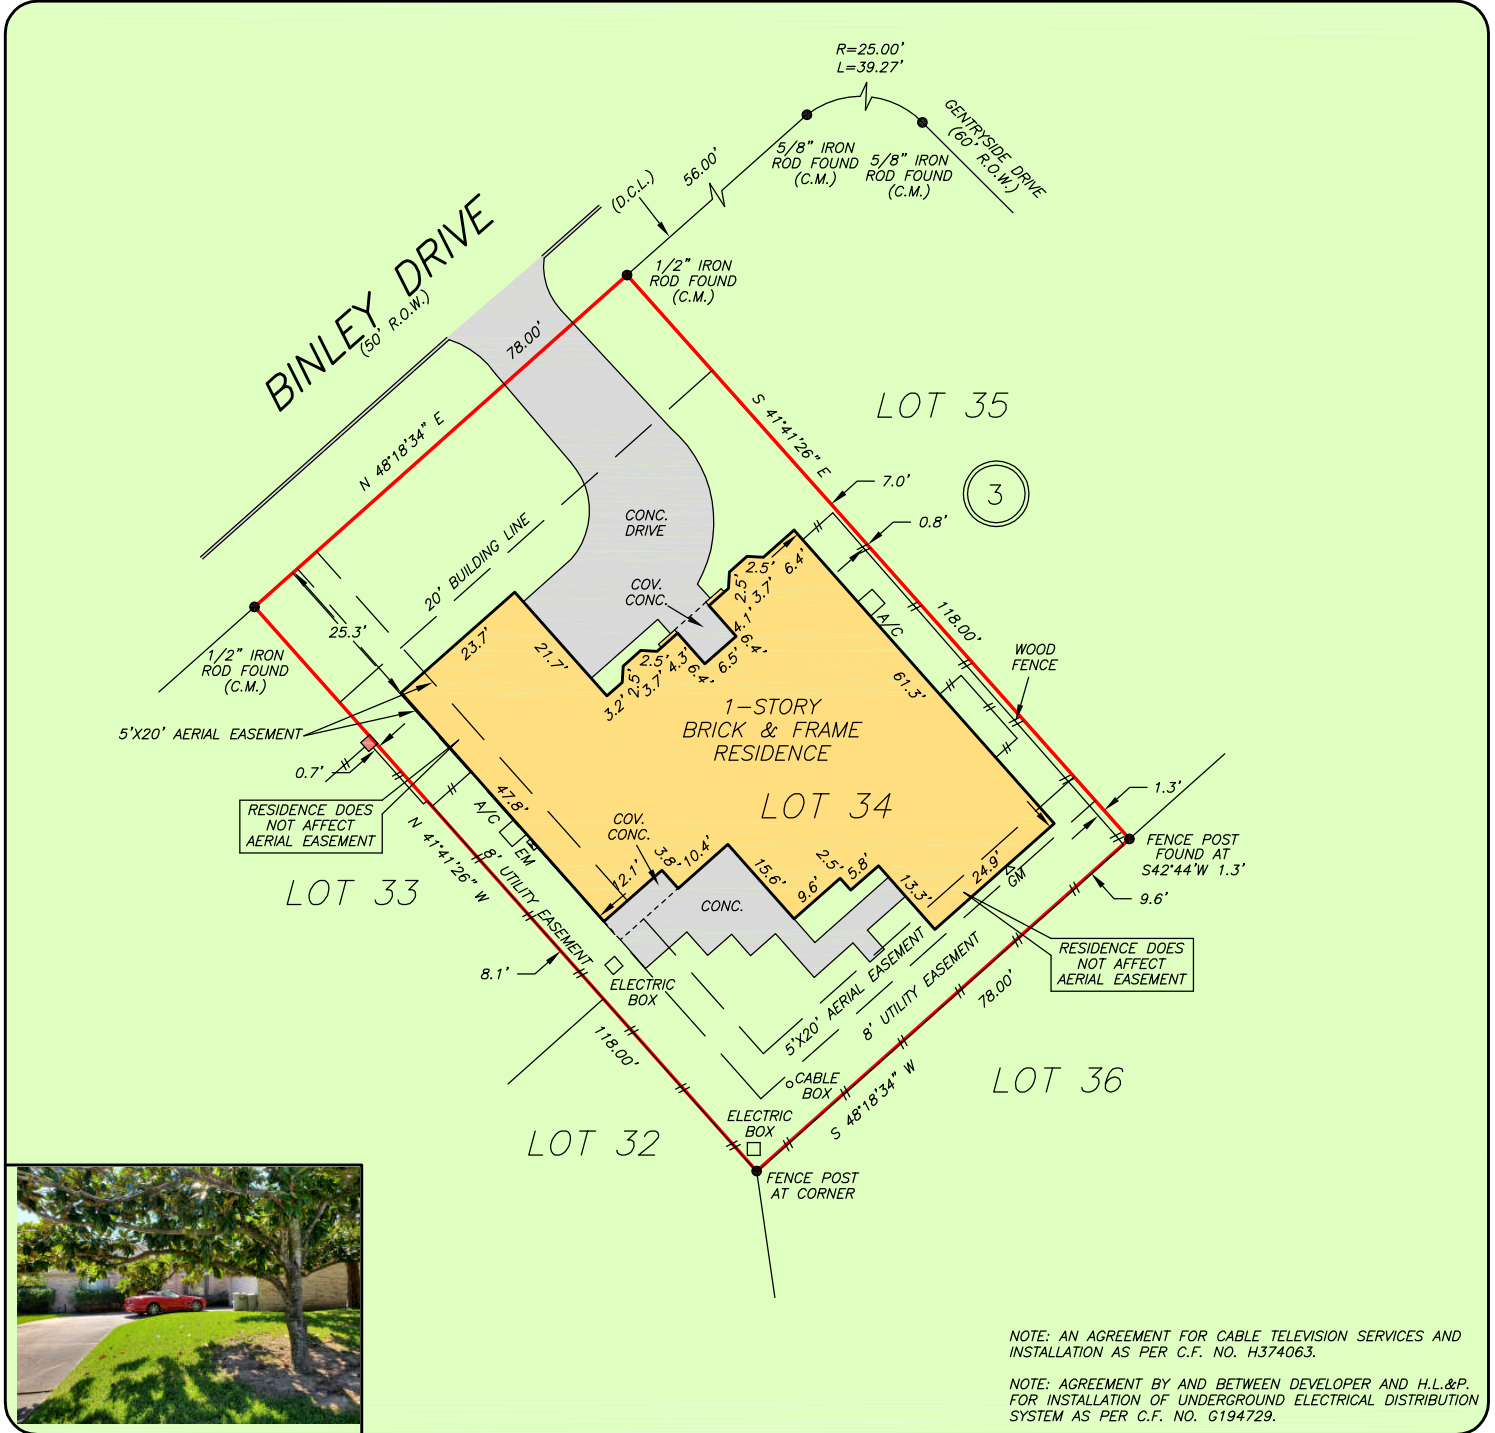 R=25.00'
L=39.27'
GENTRYSIDE DRIVE
(60' R.O.W.)
5/8" IRON
ROD FOUND
(C.M.)
5/8" IRON
ROD FOUND
(C.M.)
56.00'
(D.C.L.)
BINLEY DRIVE
(50' R.O.W.)
1/2" IRON
ROD FOUND
(C.M.)
78.00'
N 48°18'34" E
S 41°41'26" E
LOT 35
3
7.0'
0.8'
20' BUILDING LINE
CONC.
DRIVE
COV.
CONC.
25.3'
1/2" IRON
ROD FOUND
(C.M.)
23.7'
21.7'
3.2'
2.5'
2.5'
3.7'
4.3'
6.4'
6.5'
6.4'
4.1'
2.5'
3.7'
2.5'
6.4'
A/C
118.00'
WOOD
FENCE
61.3'
5'X20' AERIAL EASEMENT
0.7'
1-STORY
BRICK & FRAME
RESIDENCE
LOT 34
RESIDENCE DOES
NOT AFFECT
AERIAL EASEMENT
47.8'
A/C
EM
COV.
CONC.
12.1'
3.8'
10.4'
15.6'
9.6'
2.5'
5.8'
13.3'
24.9'
GM
1.3'
FENCE POST
FOUND AT
S42°44'W 1.3'
9.6'
LOT 33
N 41°41'26" W
8' UTILITY EASEMENT
CONC.
8.1'
ELECTRIC
BOX
RESIDENCE DOES
NOT AFFECT
AERIAL EASEMENT
5'X20' AERIAL EASEMENT
8' UTILITY EASEMENT
78.00'
118.00'
CABLE
BOX
S 48°18'34" W
LOT 36
LOT 32
ELECTRIC
BOX
FENCE POST
AT CORNER
NOTE: AN AGREEMENT FOR CABLE TELEVISION SERVICES AND
INSTALLATION AS PER C.F. NO. H374063.
NOTE: AGREEMENT BY AND BETWEEN DEVELOPER AND H.L.&P.
FOR INSTALLATION OF UNDERGROUND ELECTRICAL DISTRIBUTION
SYSTEM AS PER C.F. NO. G194729.